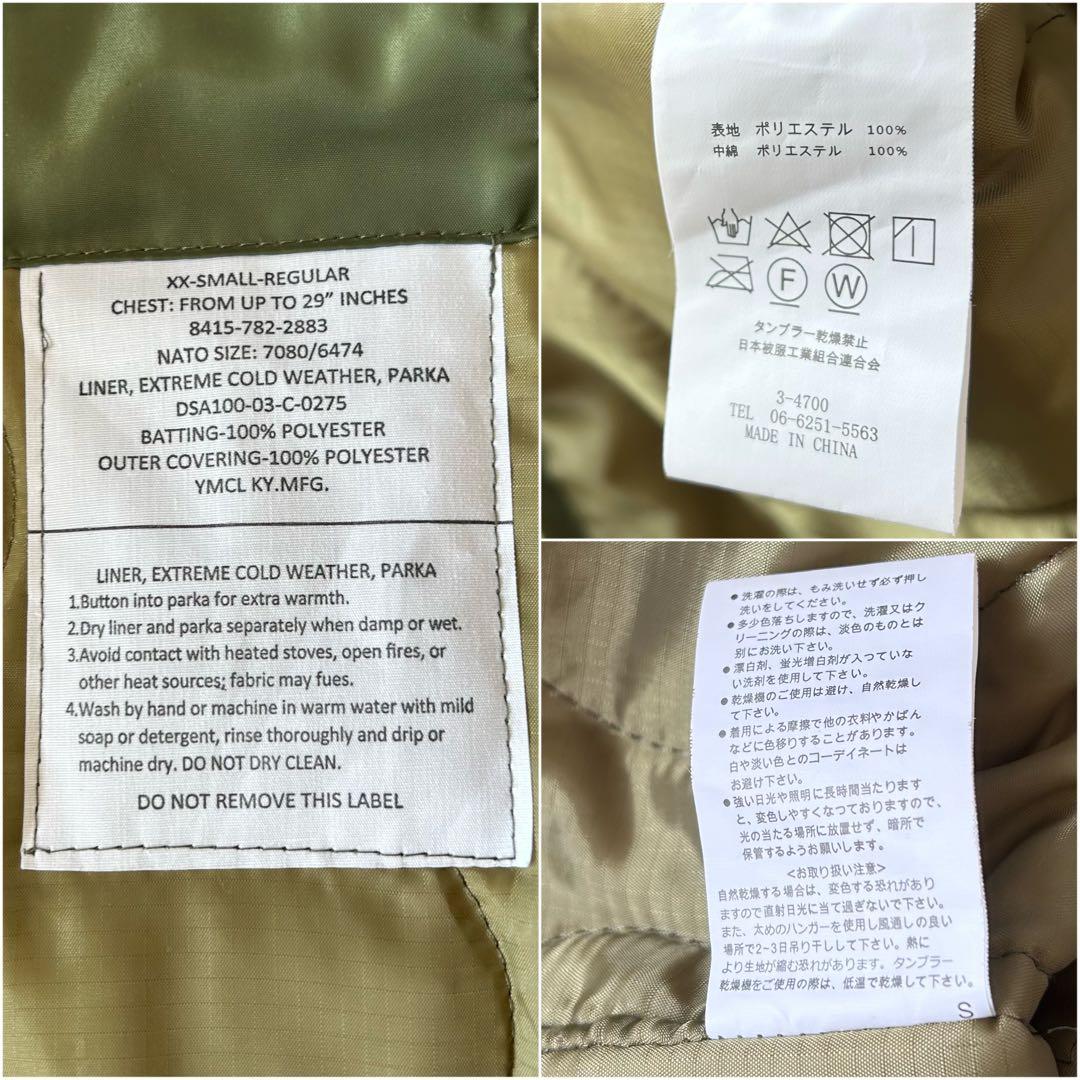 XX-SMALL-REGULAR
CHEST: FROM UP TO 29” INCHES
8415-782-2883
NATO SIZE: 7080/6474
LINER, EXTREME COLD WEATHER, PARKA
DSA100-03-C-0275
BATTING-100% POLYESTER
OUTER COVERING-100% POLYESTER
YMCL KY.MFG.
LINER, EXTREME COLD WEATHER, PARKA
1.Button into parka for extra warmth.
2.Dry liner and parka separately when damp or wet.
3.Avoid contact with heated stoves, open fires, or
other heat sources; fabric may fues.
4.Wash by hand or machine in warm water with mild
soap or detergent, rinse thoroughly and drip or
machine dry. DO NOT DRY CLEAN.
DO NOT REMOVE THIS LABEL
表地 ポリエステル 100%
中綿 ポリエステル 100%
F W
タンブラー乾燥禁止
日本被服工業組合連合会
3-4700
TEL 06-6251-5563
MADE IN CHINA
●洗濯の際は、もみ洗いせず必ず押し
洗いをしてください。
●多少色落ちしますので、洗濯又はク
リーニングの際は、淡色のものとは
別にお洗い下さい。
●漂白剤、蛍光増白剤が入つていな
い洗剤を使用して下さい。
●乾燥機のご使用は避け、自然乾燥し
て下さい。
●着用による摩擦で他の衣料やかばん
などに色移りすることがあります。
白や淡い色とのコーデイネートは
お避け下さい。
●強い日光や照明に長時間当たります
と、変色しやすくなつておりますので、
光の当たる場所に放置せず、暗所で
保管するようお願いします。
<お取り扱い注意>
自然乾燥する場合は、変色する恐れがあり
ますので直射日光に当て過ぎないで下さい。
また、太めのハンガーを使用し風通しの良い
場所で2~3日吊り干しして下さい。熱に
より生地が縮む恐れがあります。タンブラー
乾燥機をご使用の際は、低温で乾燥して下さい。
S